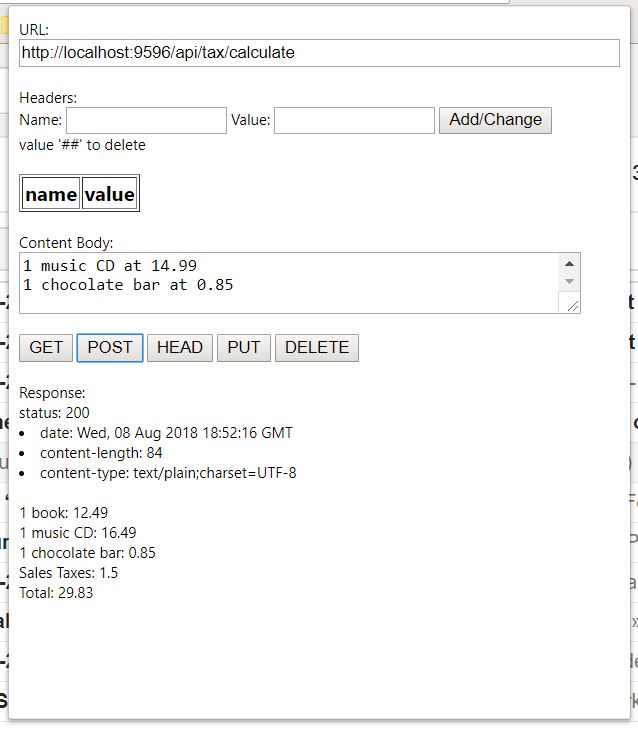 URL:
http://localhost:9596/api/tax/calculate
Headers:
Name: Value: Add/Change
value '##' to delete
name value
Content Body:
1 music CD at 14.99
1 chocolate bar at 0.85
GET POST HEAD PUT DELETE
Response:
status: 200
• date: Wed, 08 Aug 2018 18:52:16 GMT
• content-length: 84
• content-type: text/plain;charset=UTF-8
1 book: 12.49
1 music CD: 16.49
1 chocolate bar: 0.85
Sales Taxes: 1.5
Total: 29.83